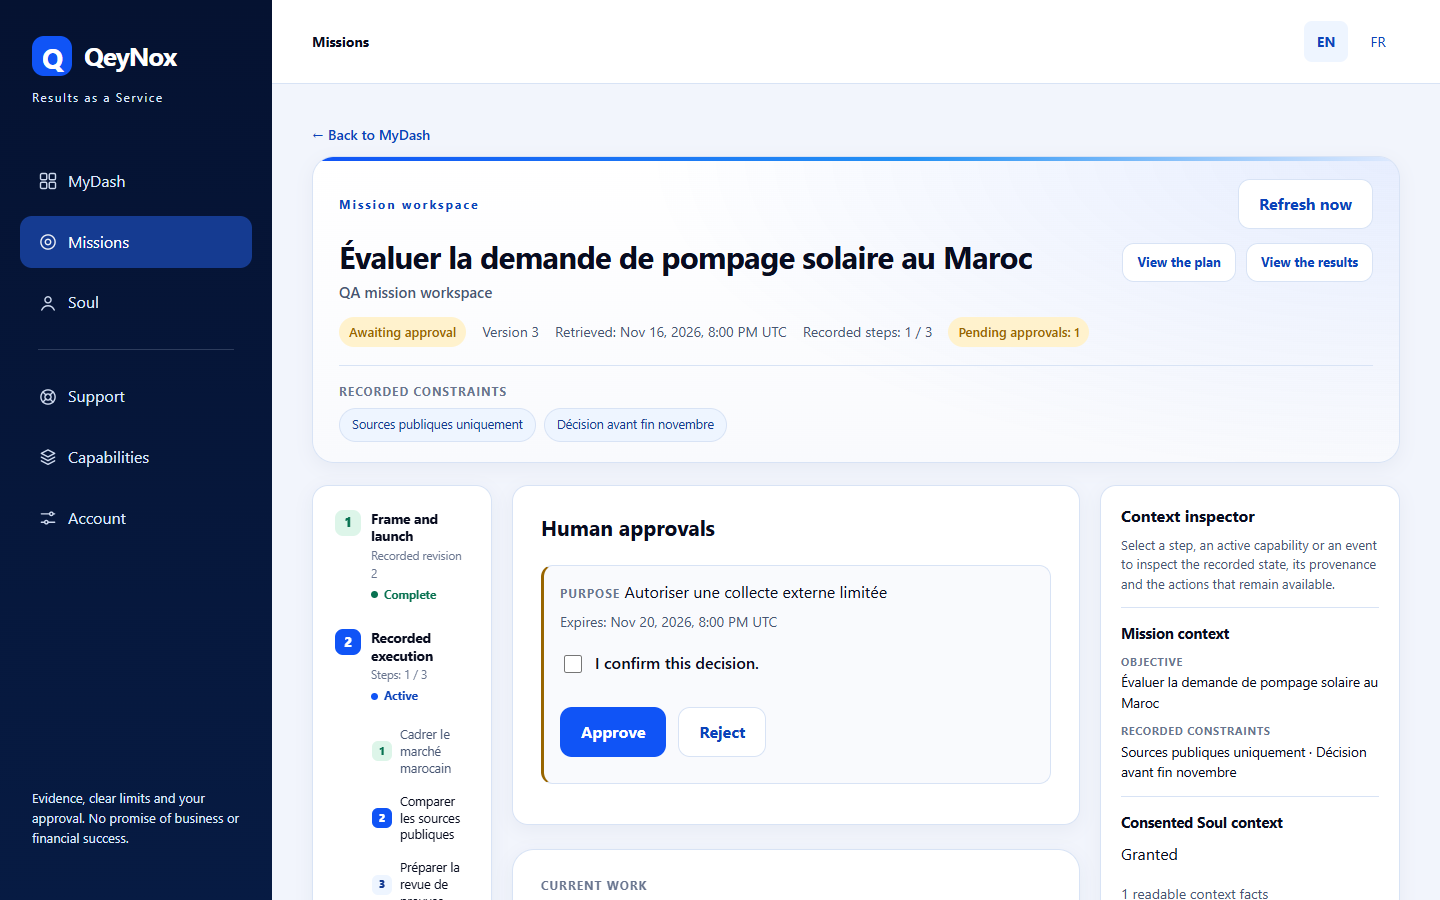 Q QeyNox
Results as a Service
MyDash
Missions
Soul
Support
Capabilities
Account
Evidence, clear limits and your
approval. No promise of business or
financial success.
Missions
EN FR
← Back to MyDash
Mission workspace
Refresh now
Évaluer la demande de pompage solaire au Maroc
View the plan
View the results
QA mission workspace
Awaiting approval Version 3 Retrieved: Nov 16, 2026, 8:00 PM UTC Recorded steps: 1 / 3 Pending approvals: 1
RECORDED CONSTRAINTS
Sources publiques uniquement Décision avant fin novembre
1 Frame and
launch
Recorded revision
2
Complete
2 Recorded
execution
Steps: 1 / 3
Active
1 Cadrer le
marché
marocain
2 Comparer
les sources
publiques
3 Préparer la
revue de
Human approvals
PURPOSE Autoriser une collecte externe limitée
Expires: Nov 20, 2026, 8:00 PM UTC
I confirm this decision.
Approve Reject
CURRENT WORK
Context inspector
Select a step, an active capability or an event
to inspect the recorded state, its provenance
and the actions that remain available.
Mission context
OBJECTIVE
Évaluer la demande de pompage solaire au
Maroc
RECORDED CONSTRAINTS
Sources publiques uniquement · Décision
avant fin novembre
Consented Soul context
Granted
1 readable context facts